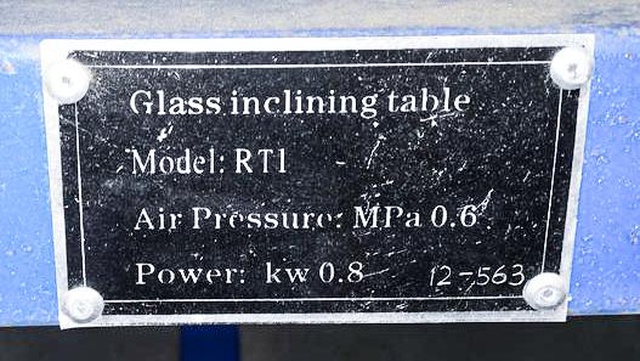 Glass inclining table
Model: RT1
Air Pressure: MPa 0.6
Power: kw 0.8 12-563